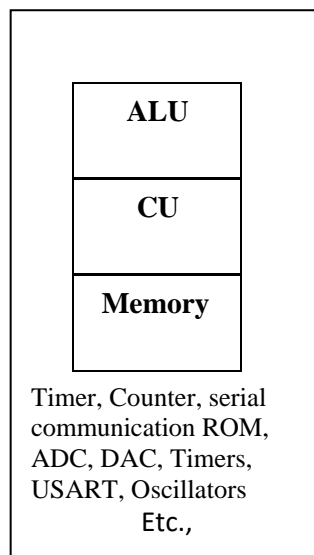 ALU
CU
Memory
Timer, Counter, serial
communication ROM,
ADC, DAC, Timers,
USART, Oscillators
Etc.,